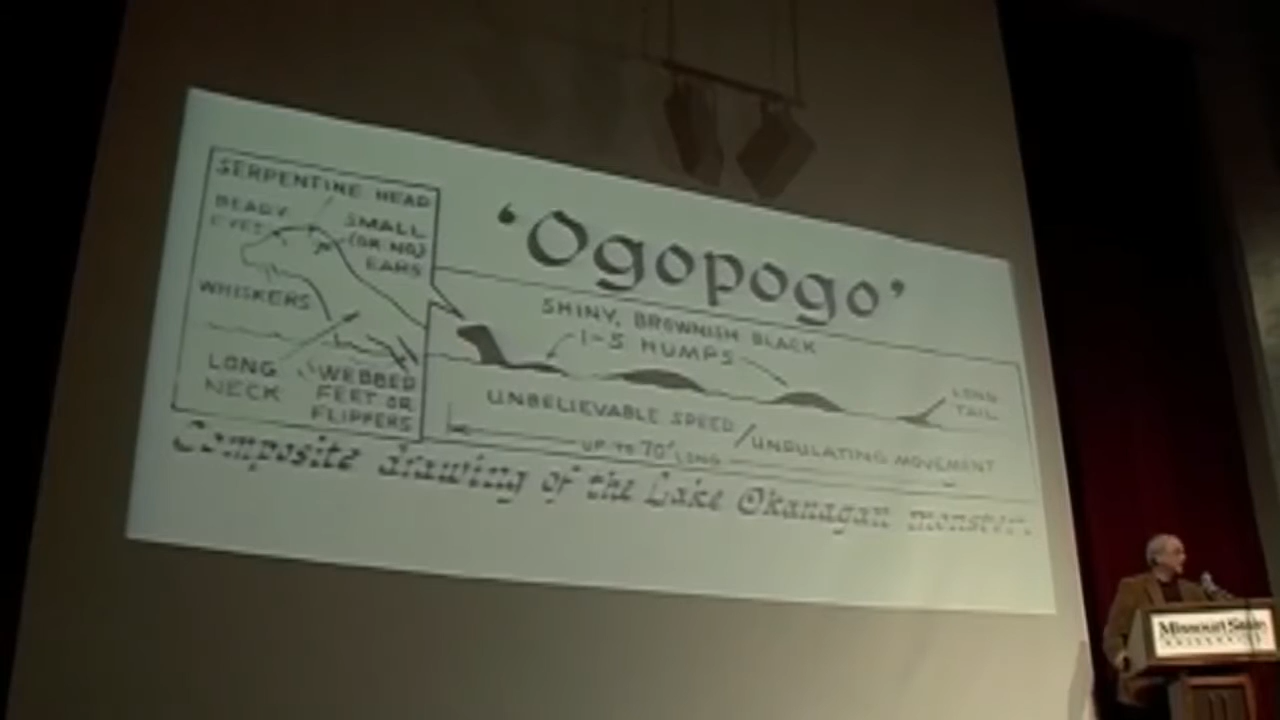 SERPENTINE HEAD
BEADY
EYES
SMALL
(OR NO)
EARS
WHISKERS
LONG
NECK
WEBBED
FEET OR
FLIPPERS
'Ogopogo'
SHINY, BROWNISH BLACK
1-5 HUMPS
LONG
TAIL
UNBELIEVABLE SPEED/UNDULATING MOVEMENT
UP TO 70' LONG
Composite drawing of the Lake Okanagan monster.
Missouri State
UNIVERSITY